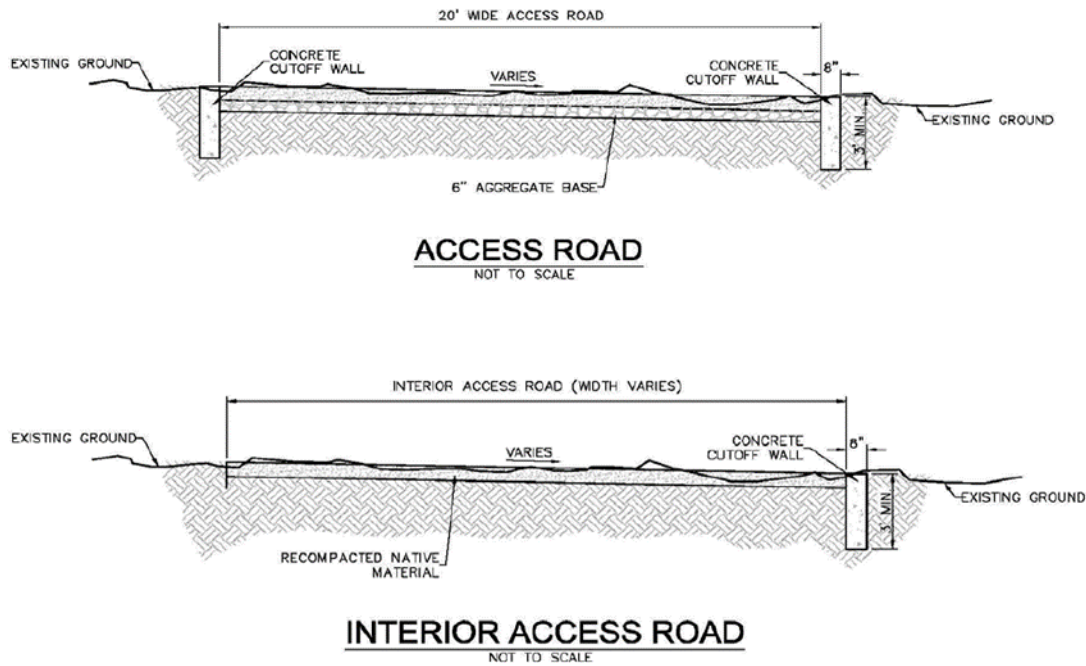 20' WIDE ACCESS ROAD
EXISTING GROUND
CONCRETE
CUTOFF WALL
VARIES
CONCRETE
CUTOFF WALL
8"
EXISTING GROUND
3' MIN.
6" AGGREGATE BASE
ACCESS ROAD
NOT TO SCALE
INTERIOR ACCESS ROAD (WIDTH VARIES)
EXISTING GROUND
VARIES
CONCRETE
CUTOFF WALL
8"
EXISTING GROUND
3' MIN.
RECOMPACTED NATIVE
MATERIAL
INTERIOR ACCESS ROAD
NOT TO SCALE